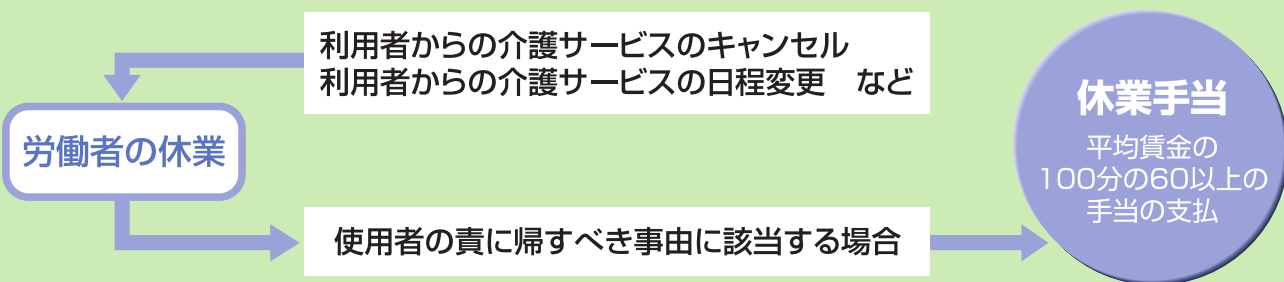 利用者からの介護サービスのキャンセル
利用者からの介護サービスの日程変更　など
労働者の休業
使用者の責に帰すべき事由に該当する場合
休業手当
平均賃金の
100分の60以上の
手当の支払